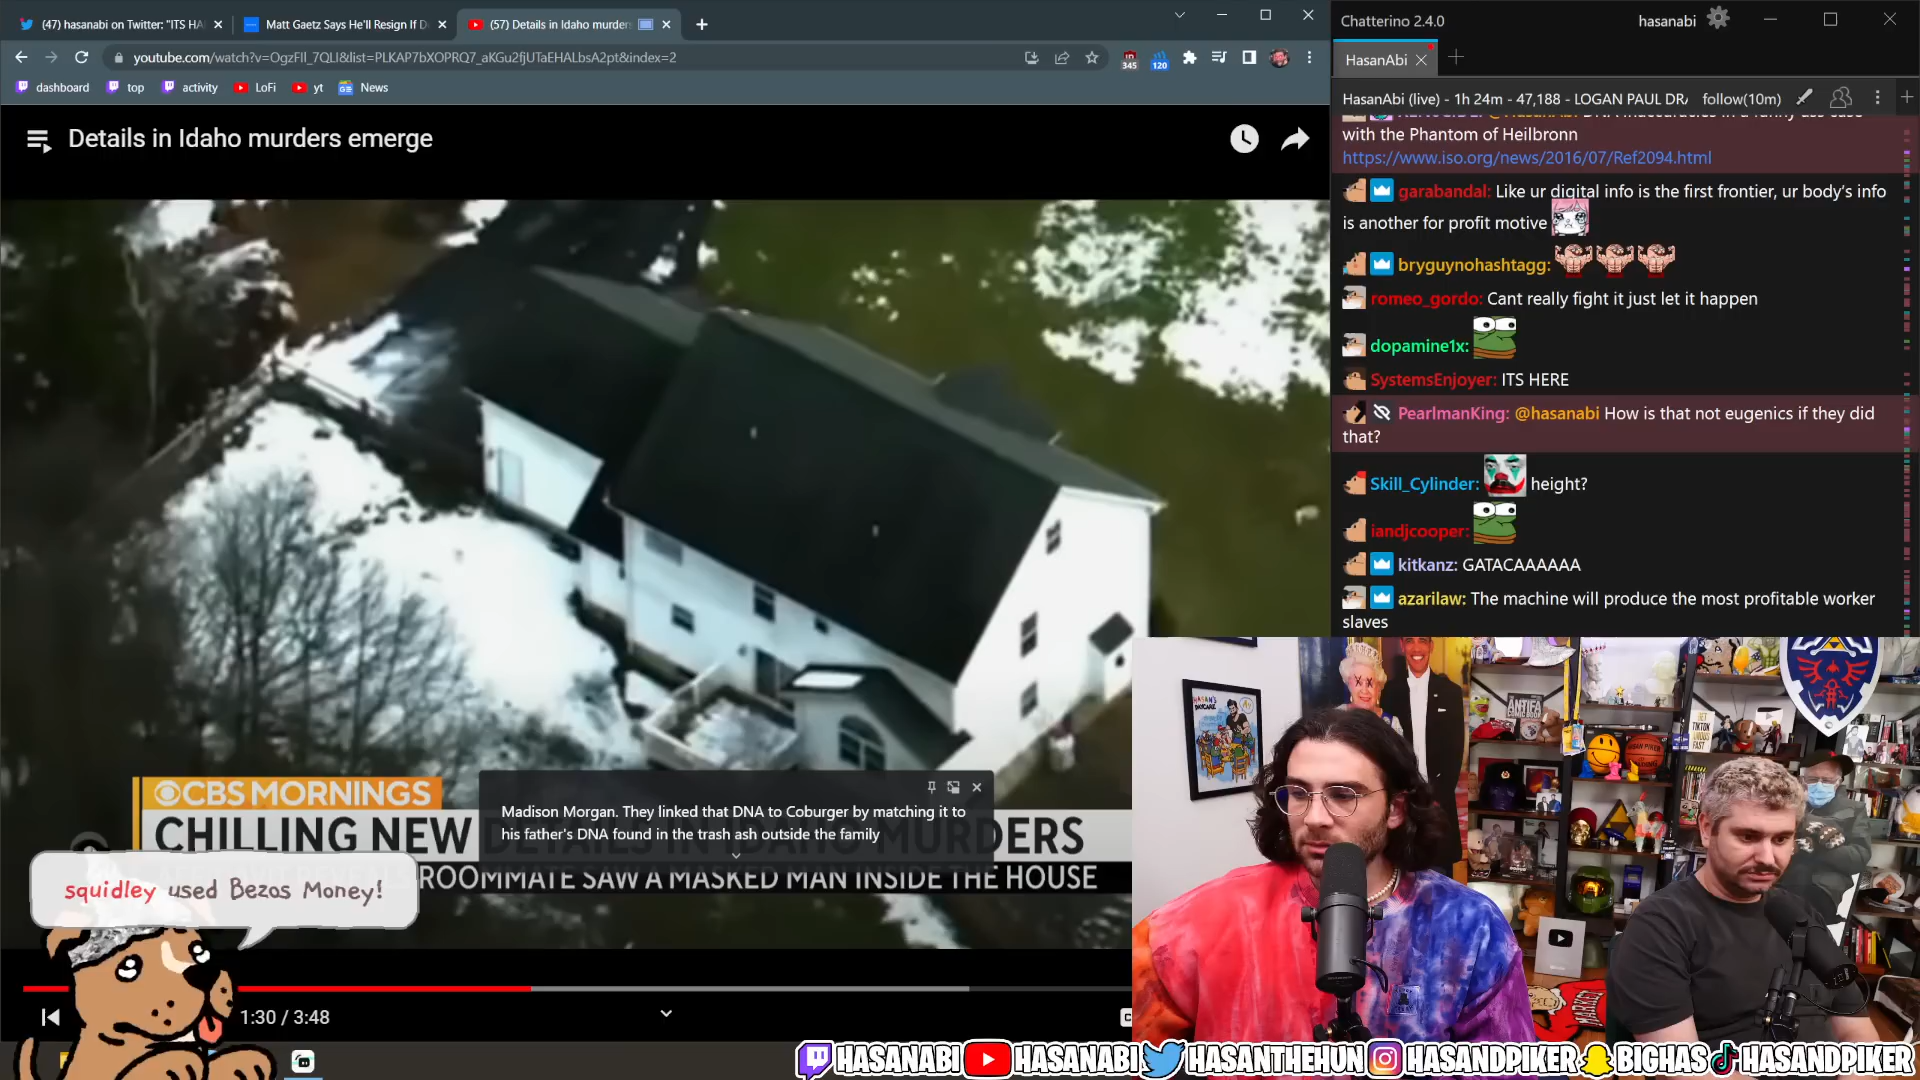 (47) hasanabi on Twitter: "ITS HA
Matt Gaetz Says He'll Resign If D
(57) Details in Idaho murders
youtube.com/watch?v=OgzFlI_7QLI&list=PLKAP7bXOPRQ7_aKGu2fjUTaEHALbsA2pt&index=2
345
120
dashboard
top
activity
LoFi
yt
News
Details in Idaho murders emerge
CBS MORNINGS
CHILLING NEW DETAILS IN IDAHO MURDERS
ROOMMATE SAW A MASKED MAN INSIDE THE HOUSE
Madison Morgan. They linked that DNA to Coburger by matching it to
his father's DNA found in the trash ash outside the family
squidley used Bezos Money!
1:30 / 3:48
Chatterino 2.4.0
hasanabi
HasanAbi
HasanAbi (live) - 1h 24m - 47,188 - LOGAN PAUL DR
follow(10m)
with the Phantom of Heilbronn
https://www.iso.org/news/2016/07/Ref2094.html
garabandal: Like ur digital info is the first frontier, ur body's info
is another for profit motive
bryguynohashtagg:
romeo_gordo: Cant really fight it just let it happen
dopamine1x:
SystemsEnjoyer: ITS HERE
PearlmanKing: @hasanabi How is that not eugenics if they did
that?
Skill_Cylinder: height?
iandjcooper:
kitkanz: GATACAAAAAA
azarilaw: The machine will produce the most profitable worker
slaves
ANTIFA
HASANABI
HASANABI
HASANTHEHUN
HASANDPIKER
BIGHAS
HASANDPIKER